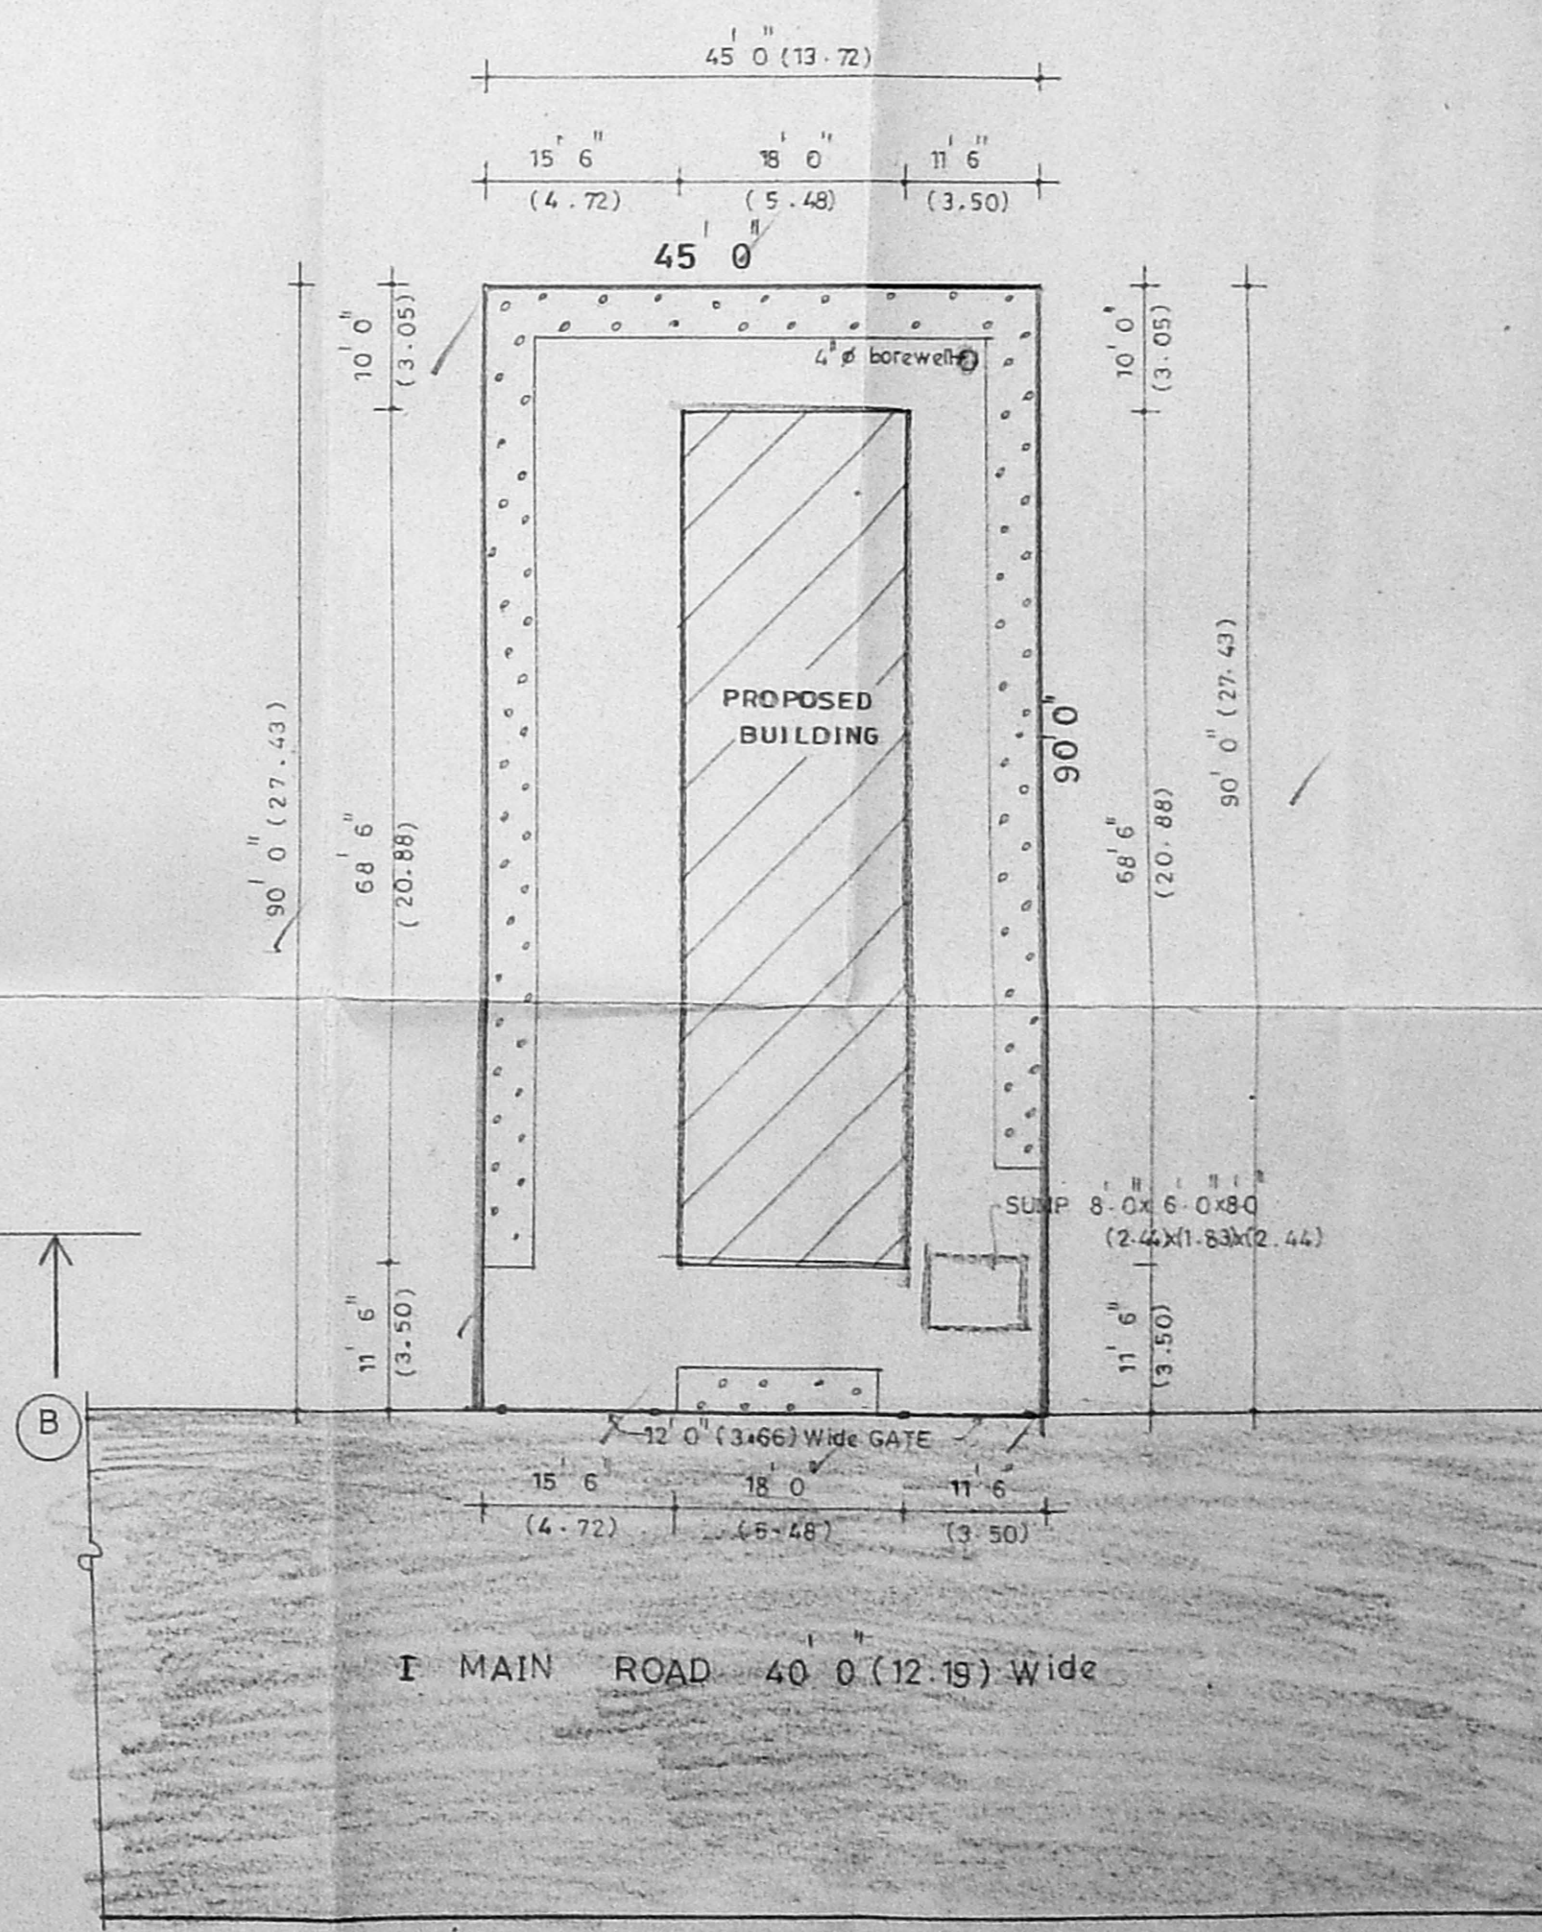 45' 0" (13.72)
15' 6" 18' 0" 11' 6"
(4.72) (5.48) (3.50)
45' 0"
10' 0"
(3.05)
10' 0"
(3.05)
4"ø borewell
PROPOSED
BUILDING
90' 0" (27.43)
68' 6"
(20.88)
90' 0"
68' 6"
(20.88)
90' 0" (27.43)
SUMP 8'.0"x 6'.0"x8'.0"
(2.44)x(1.83)x(2.44)
11' 6"
(3.50)
11' 6"
(3.50)
B
12' 0" (3.66) Wide GATE
15' 6" 18' 0" 11' 6"
(4.72) (5.48) (3.50)
I MAIN ROAD 40' 0" (12.19) Wide